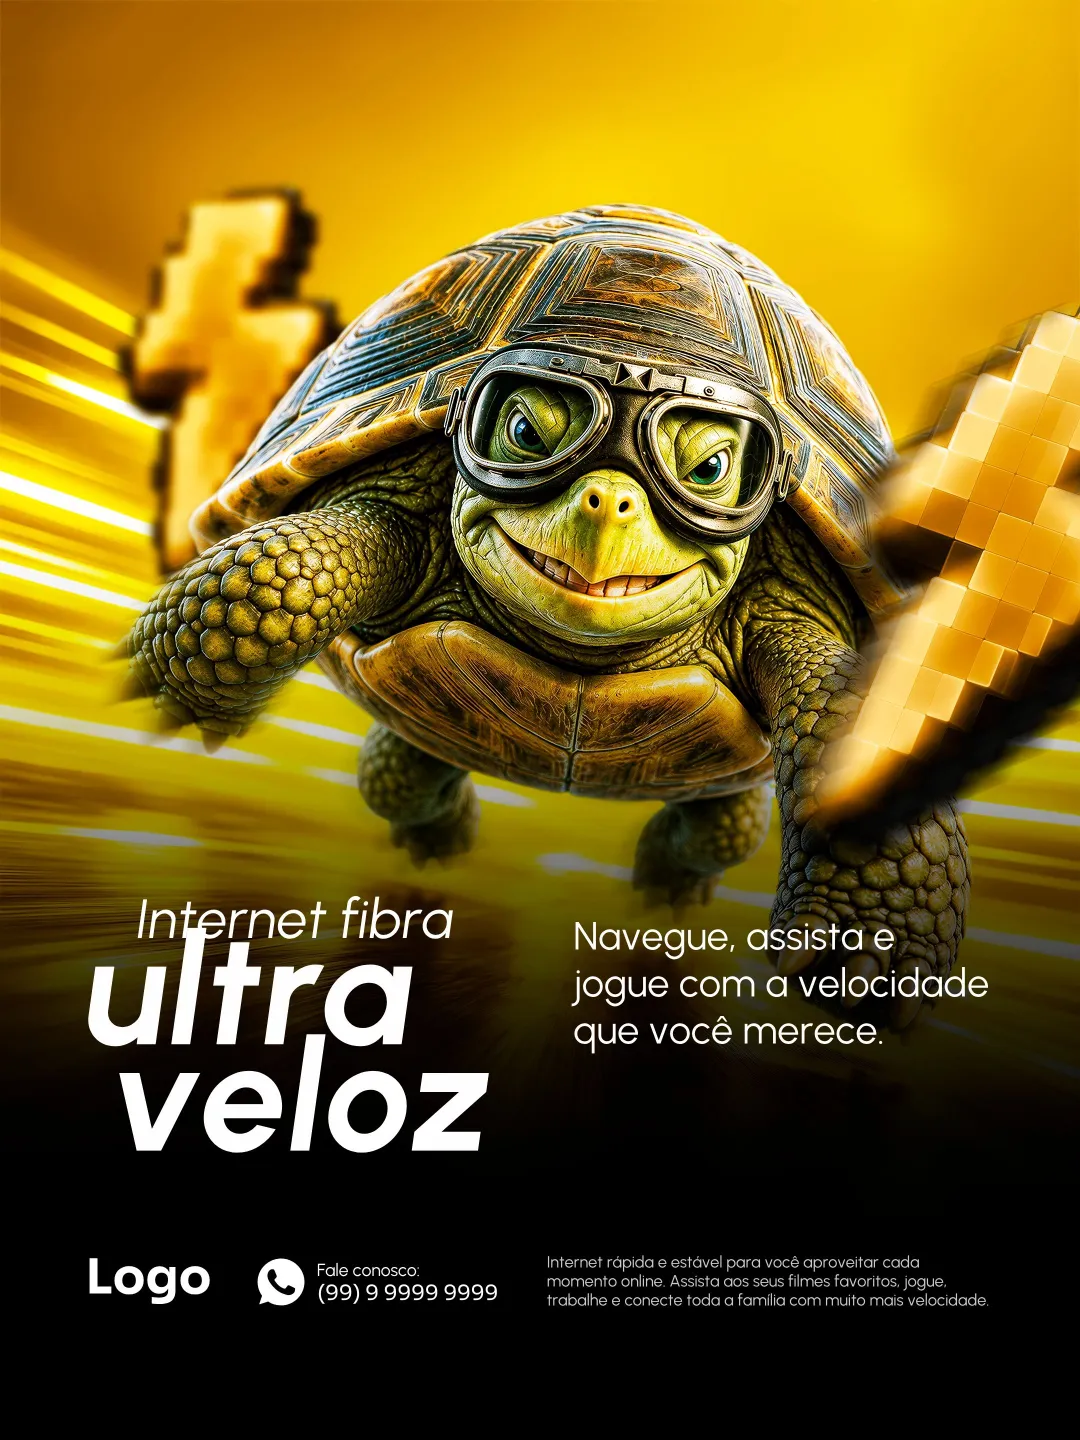 Internet fibra
ultra
veloz
Navegue, assista e
jogue com a velocidade
que você merece.
Logo
Fale conosco:
(99) 9 9999 9999
Internet rápida e estável para você aproveitar cada
momento online. Assista aos seus filmes favoritos, jogue,
trabalhe e conecte toda a família com muito mais velocidade.